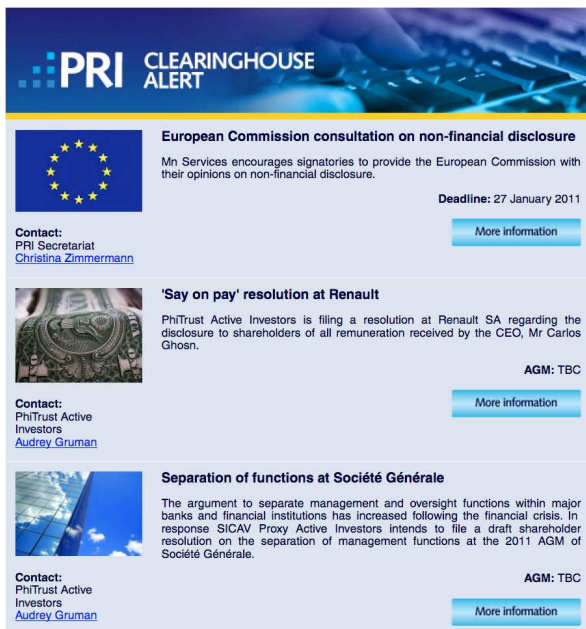 PRI CLEARINGHOUSE
ALERT
European Commission consultation on non-financial disclosure
Mn Services encourages signatories to provide the European Commission with
their opinions on non-financial disclosure.
Deadline: 27 January 2011
More information
Contact:
PRI Secretariat
Christina Zimmermann
'Say on pay' resolution at Renault
PhiTrust Active Investors is filing a resolution at Renault SA regarding the
disclosure to shareholders of all remuneration received by the CEO, Mr Carlos
Ghosn.
AGM: TBC
More information
Contact:
PhiTrust Active
Investors
Audrey Gruman
Separation of functions at Société Générale
The argument to separate management and oversight functions within major
banks and financial institutions has increased following the financial crisis. In
response SICAV Proxy Active Investors intends to file a draft shareholder
resolution on the separation of management functions at the 2011 AGM of
Société Générale.
AGM: TBC
More information
Contact:
PhiTrust Active
Investors
Audrey Gruman